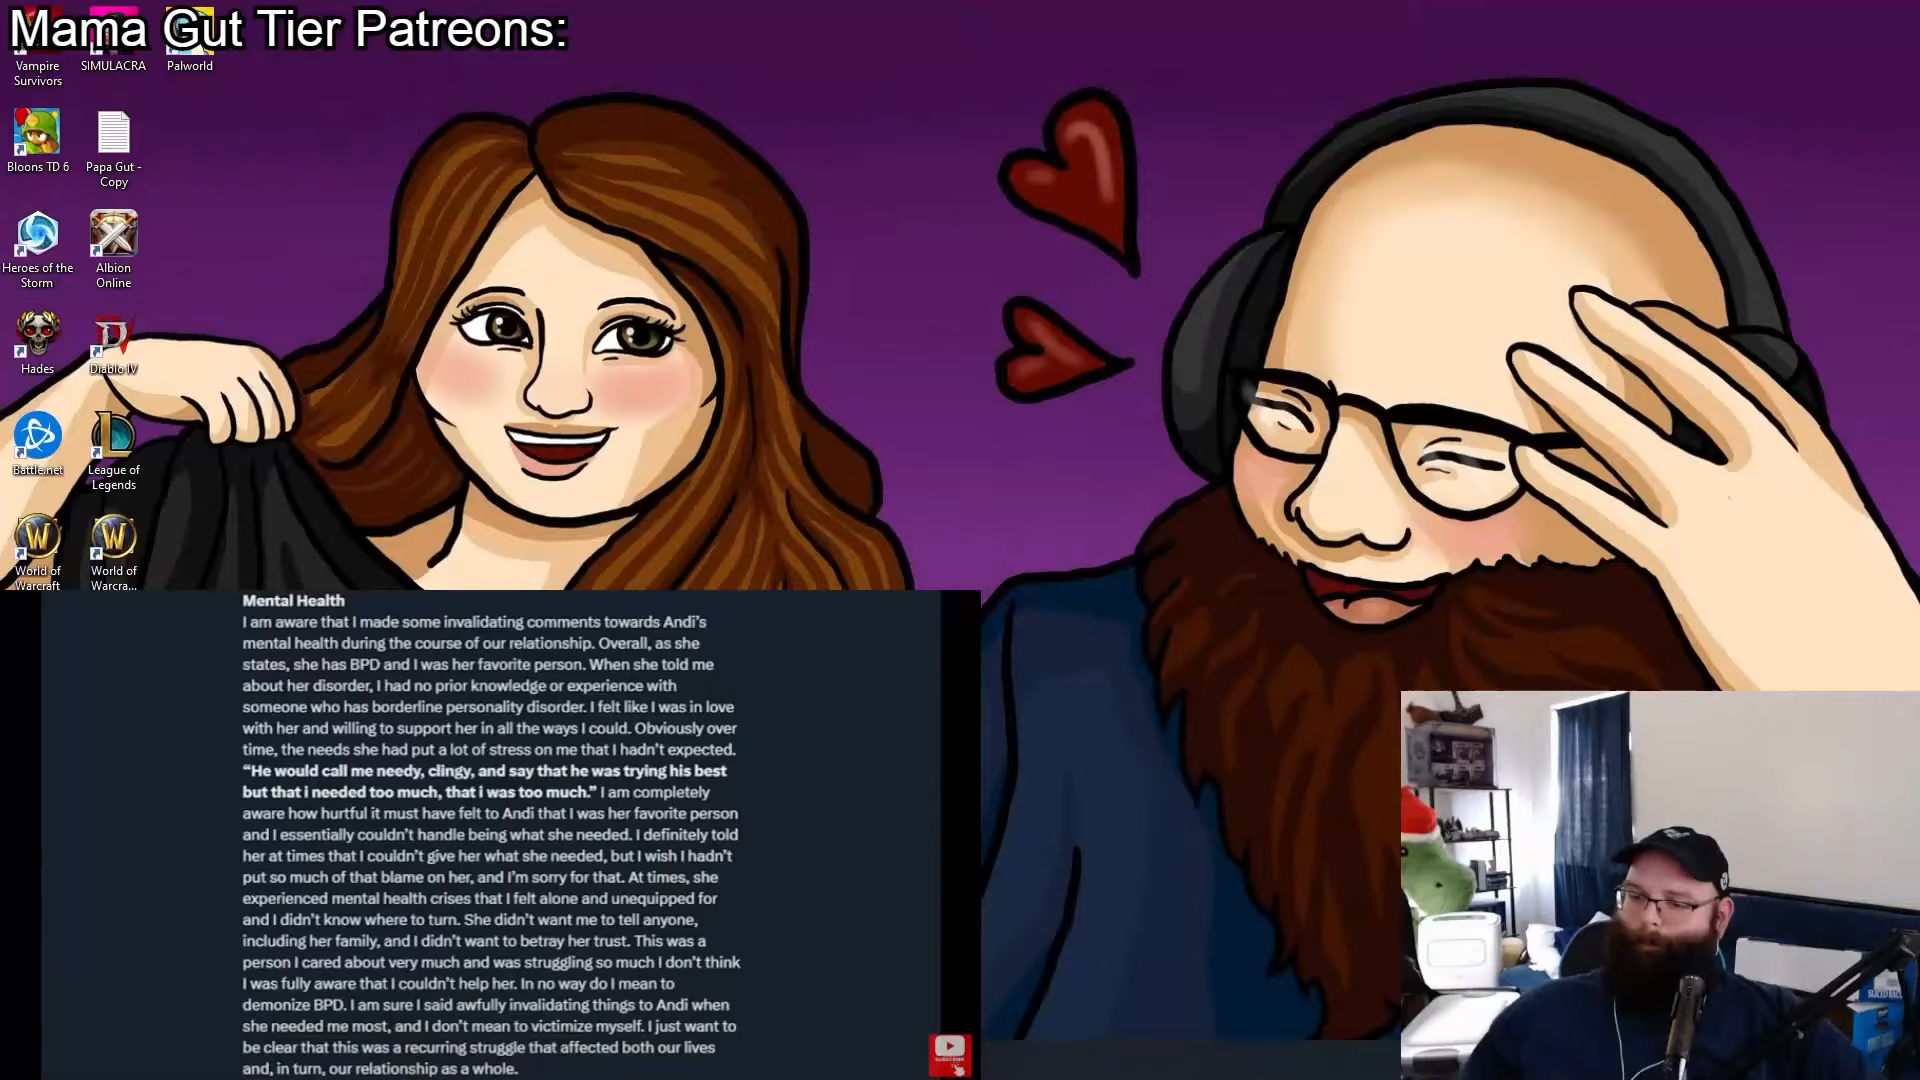 Mama Gut Tier Patreons:
Vampire
Survivors
SIMULACRA
Palworld
Bloons TD 6
Papa Gut -
Copy
Heroes of the
Storm
Albion
Online
Hades
Diablo IV
Battle.net
League of
Legends
World of
Warcraft
World of
Warcra...
Mental Health
I am aware that I made some invalidating comments towards Andi's
mental health during the course of our relationship. Overall, as she
states, she has BPD and I was her favorite person. When she told me
about her disorder, I had no prior knowledge or experience with
someone who has borderline personality disorder. I felt like I was in love
with her and willing to support her in all the ways I could. Obviously over
time, the needs she had put a lot of stress on me that I hadn't expected.
“He would call me needy, clingy, and say that he was trying his best
but that i needed too much, that i was too much.” I am completely
aware how hurtful it must have felt to Andi that I was her favorite person
and I essentially couldn't handle being what she needed. I definitely told
her at times that I couldn't give her what she needed, but I wish I hadn't
put so much of that blame on her, and I'm sorry for that. At times, she
experienced mental health crises that I felt alone and unequipped for
and I didn't know where to turn. She didn't want me to tell anyone,
including her family, and I didn't want to betray her trust. This was a
person I cared about very much and was struggling so much I don't think
I was fully aware that I couldn't help her. In no way do I mean to
demonize BPD. I am sure I said awfully invalidating things to Andi when
she needed me most, and I don't mean to victimize myself. I just want to
be clear that this was a recurring struggle that affected both our lives
and, in turn, our relationship as a whole.
SUBSCRIBE